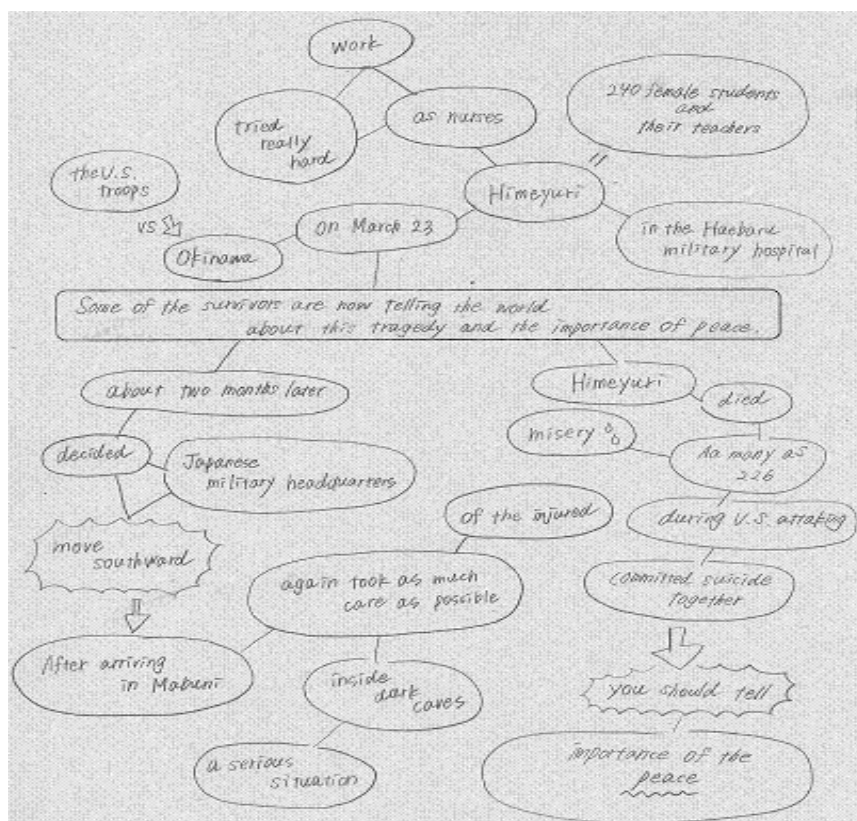 work
tried
really
hard
as nurses
240 female students
and
their teachers
the U.S.
troops
vs
Okinawa
on March 23
Himeyuri
=
in the Haebaru
military hospital
Some of the survivors are now telling the world
about this tragedy and the importance of peace.
about two months later
decided
Japanese
military headquarters
move
southward
After arriving
in Mabuni
again took as much
care as possible
of the injured
inside
dark
caves
a serious
situation
Himeyuri
died
misery
As many as
226
during U.S. attaking
committed suicide
together
you should tell
importance of the
peace